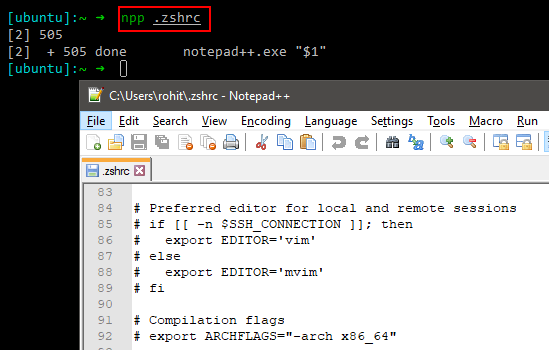 [ubuntu]:~ ➜ npp .zshrc
[2] 505
[2]  + 505 done       notepad++.exe "$1"
[ubuntu]:~ ➜
C:\Users\rohit\.zshrc - Notepad++
File Edit Search View Encoding Language Settings Tools Macro Run
.zshrc
83
84 # Preferred editor for local and remote sessions
85 # if [[ -n $SSH_CONNECTION ]]; then
86 #   export EDITOR='vim'
87 # else
88 #   export EDITOR='mvim'
89 # fi
90
91 # Compilation flags
92 # export ARCHFLAGS="-arch x86_64"